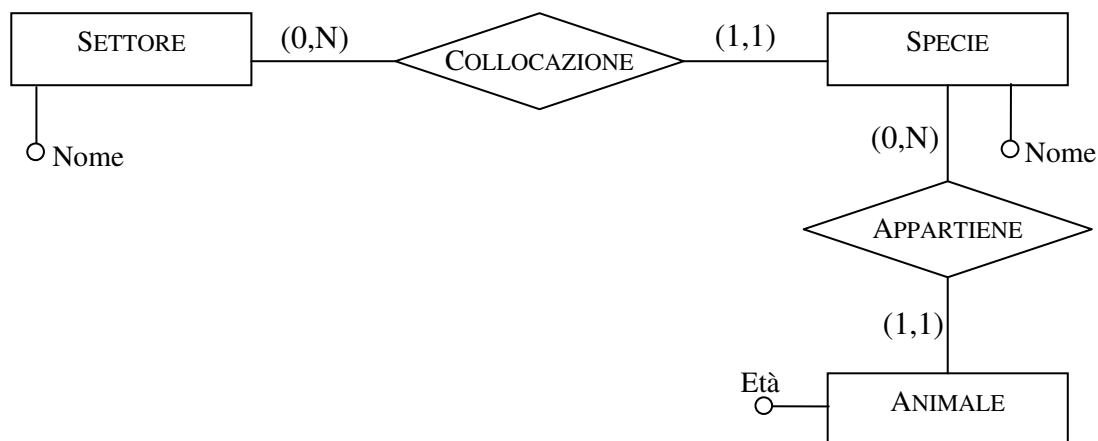 SETTORE (0,N) COLLOCAZIONE (1,1) SPECIE
Nome
(0,N) Nome
APPARTIENE
(1,1)
Età
ANIMALE